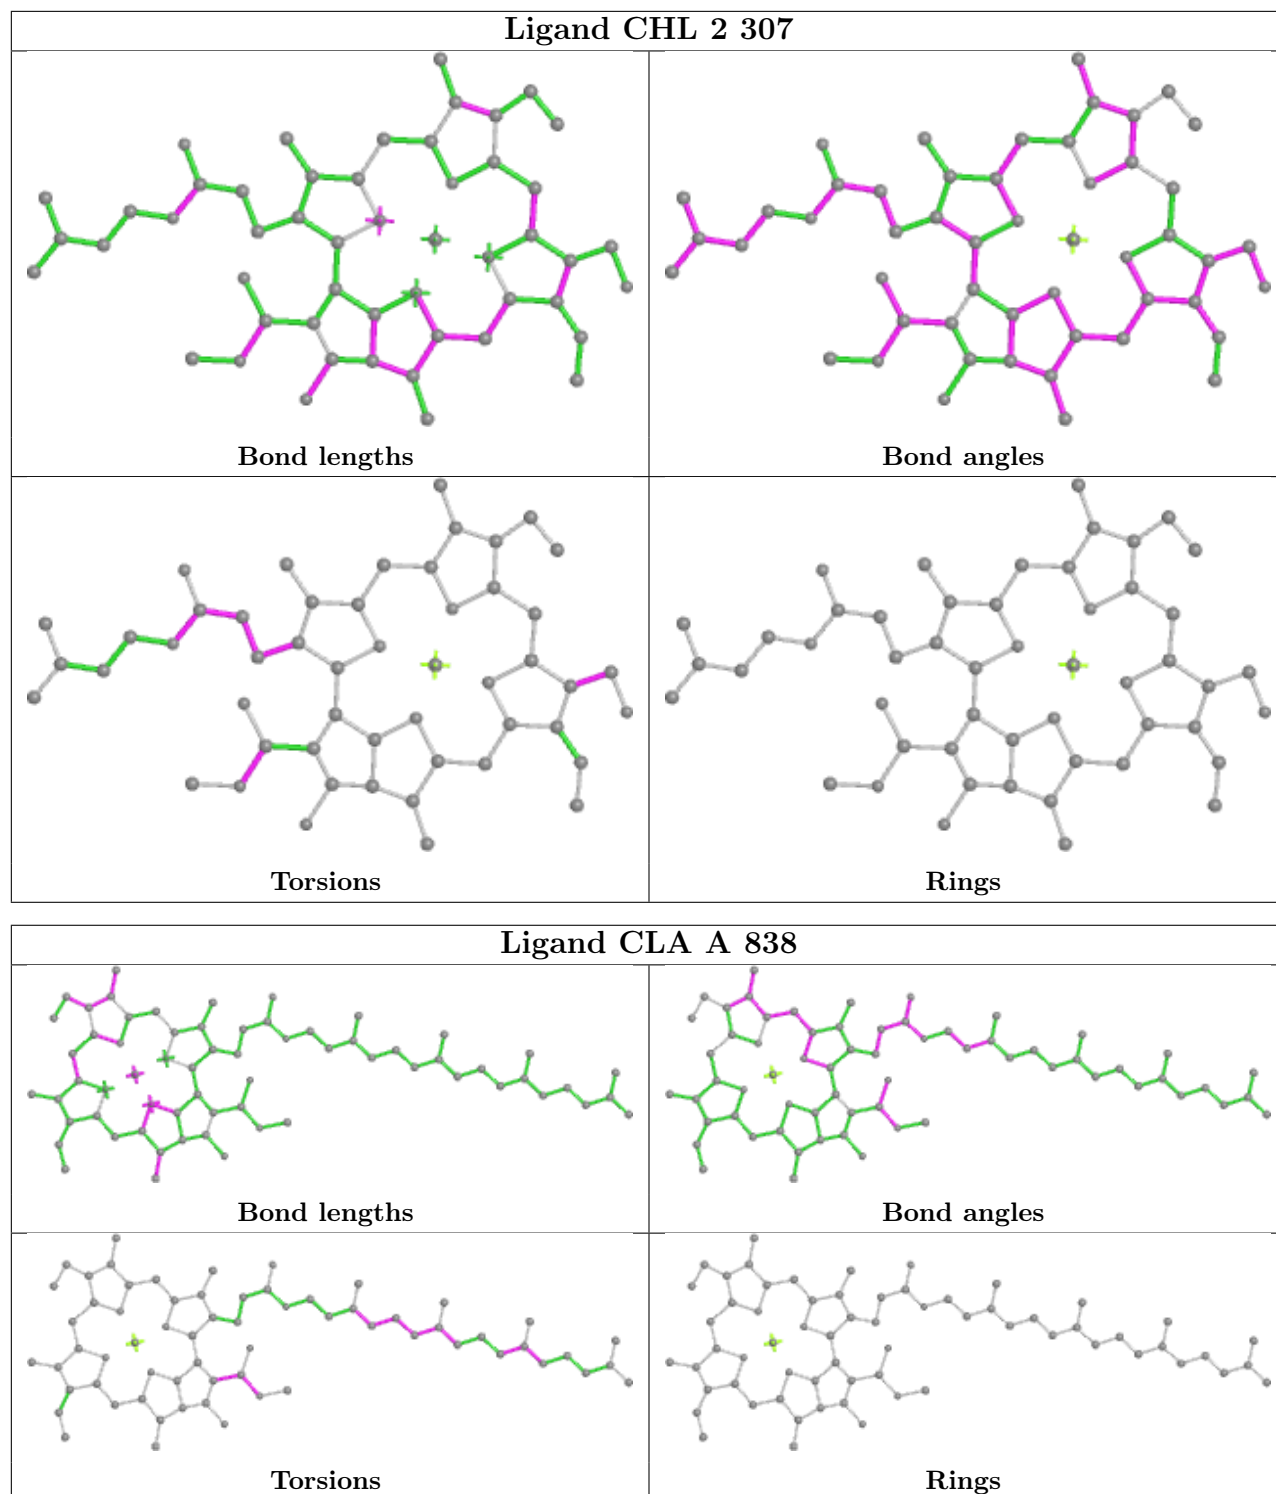 Ligand CHL 2 307
Bond lengths
Bond angles
Torsions
Rings
Ligand CLA A 838
Bond lengths
Bond angles
Torsions
Rings